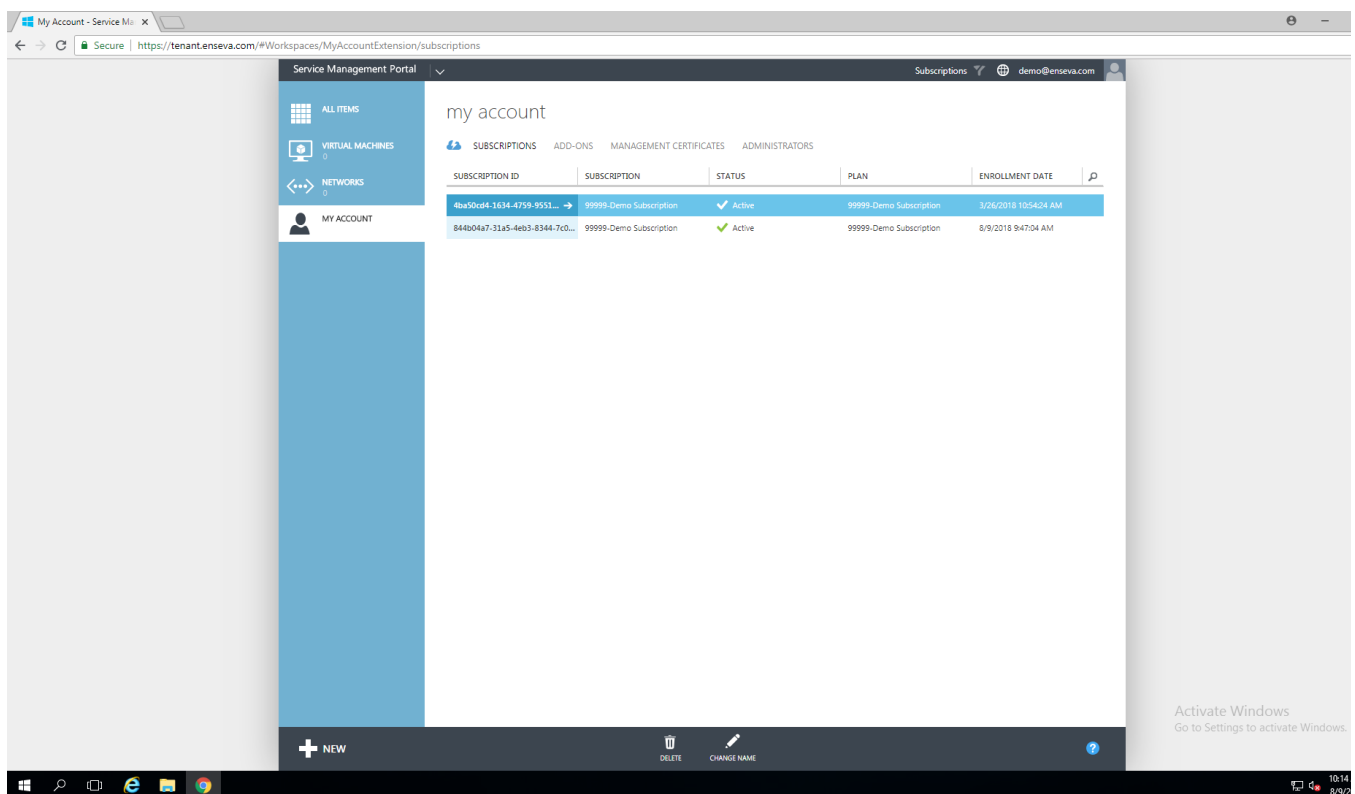 My Account - Service Ma
Secure | https://tenant.enseva.com/#Workspaces/MyAccountExtension/subscriptions
Service Management Portal
Subscriptions demo@enseva.com
ALL ITEMS
VIRTUAL MACHINES
0
NETWORKS
0
MY ACCOUNT
my account
SUBSCRIPTIONS ADD-ONS MANAGEMENT CERTIFICATES ADMINISTRATORS
SUBSCRIPTION ID SUBSCRIPTION STATUS PLAN ENROLLMENT DATE
4ba50cd4-1634-4759-9551... 99999-Demo Subscription Active 99999-Demo Subscription 3/26/2018 10:54:24 AM
844b04a7-31a5-4eb3-8344-7c0... 99999-Demo Subscription Active 99999-Demo Subscription 8/9/2018 9:47:04 AM
Activate Windows
Go to Settings to activate Windows.
NEW
DELETE
CHANGE NAME
?
10:14
8/9/2